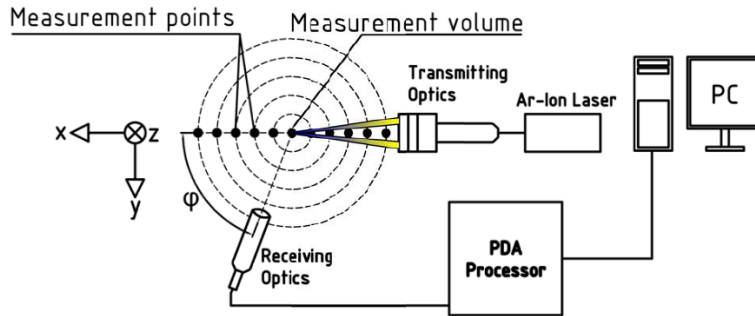 Measurement points
Measurement volume
Transmitting
Optics
Ar-Ion Laser
PC
x
z
y
φ
Receiving
Optics
PDA
Processor